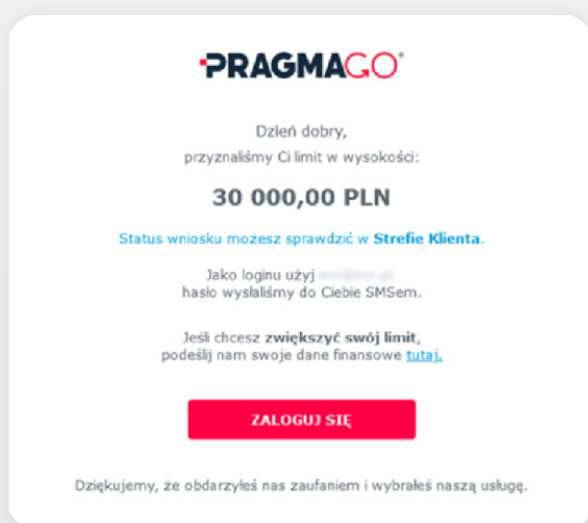 PRAGMAGO®
Dzień dobry,
przyznaliśmy Ci limit w wysokości:
30 000,00 PLN
Status wniosku możesz sprawdzić w Strefie Klienta.
Jako loginu użyj
hasło wysłaliśmy do Ciebie SMSem.
Jeśli chcesz zwiększyć swój limit,
podeślij nam swoje dane finansowe tutaj.
ZALOGUJ SIĘ
Dziękujemy, że obdarzyłeś nas zaufaniem i wybrałeś naszą usługę.